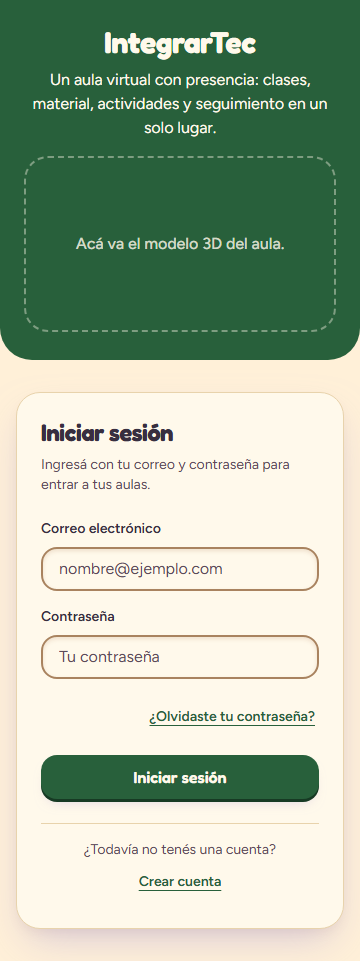 IntegrarTec
Un aula virtual con presencia: clases,
material, actividades y seguimiento en un
solo lugar.
Acá va el modelo 3D del aula.
Iniciar sesión
Ingresá con tu correo y contraseña para
entrar a tus aulas.
Correo electrónico
nombre@ejemplo.com
Contraseña
Tu contraseña
¿Olvidaste tu contraseña?
Iniciar sesión
¿Todavía no tenés una cuenta?
Crear cuenta